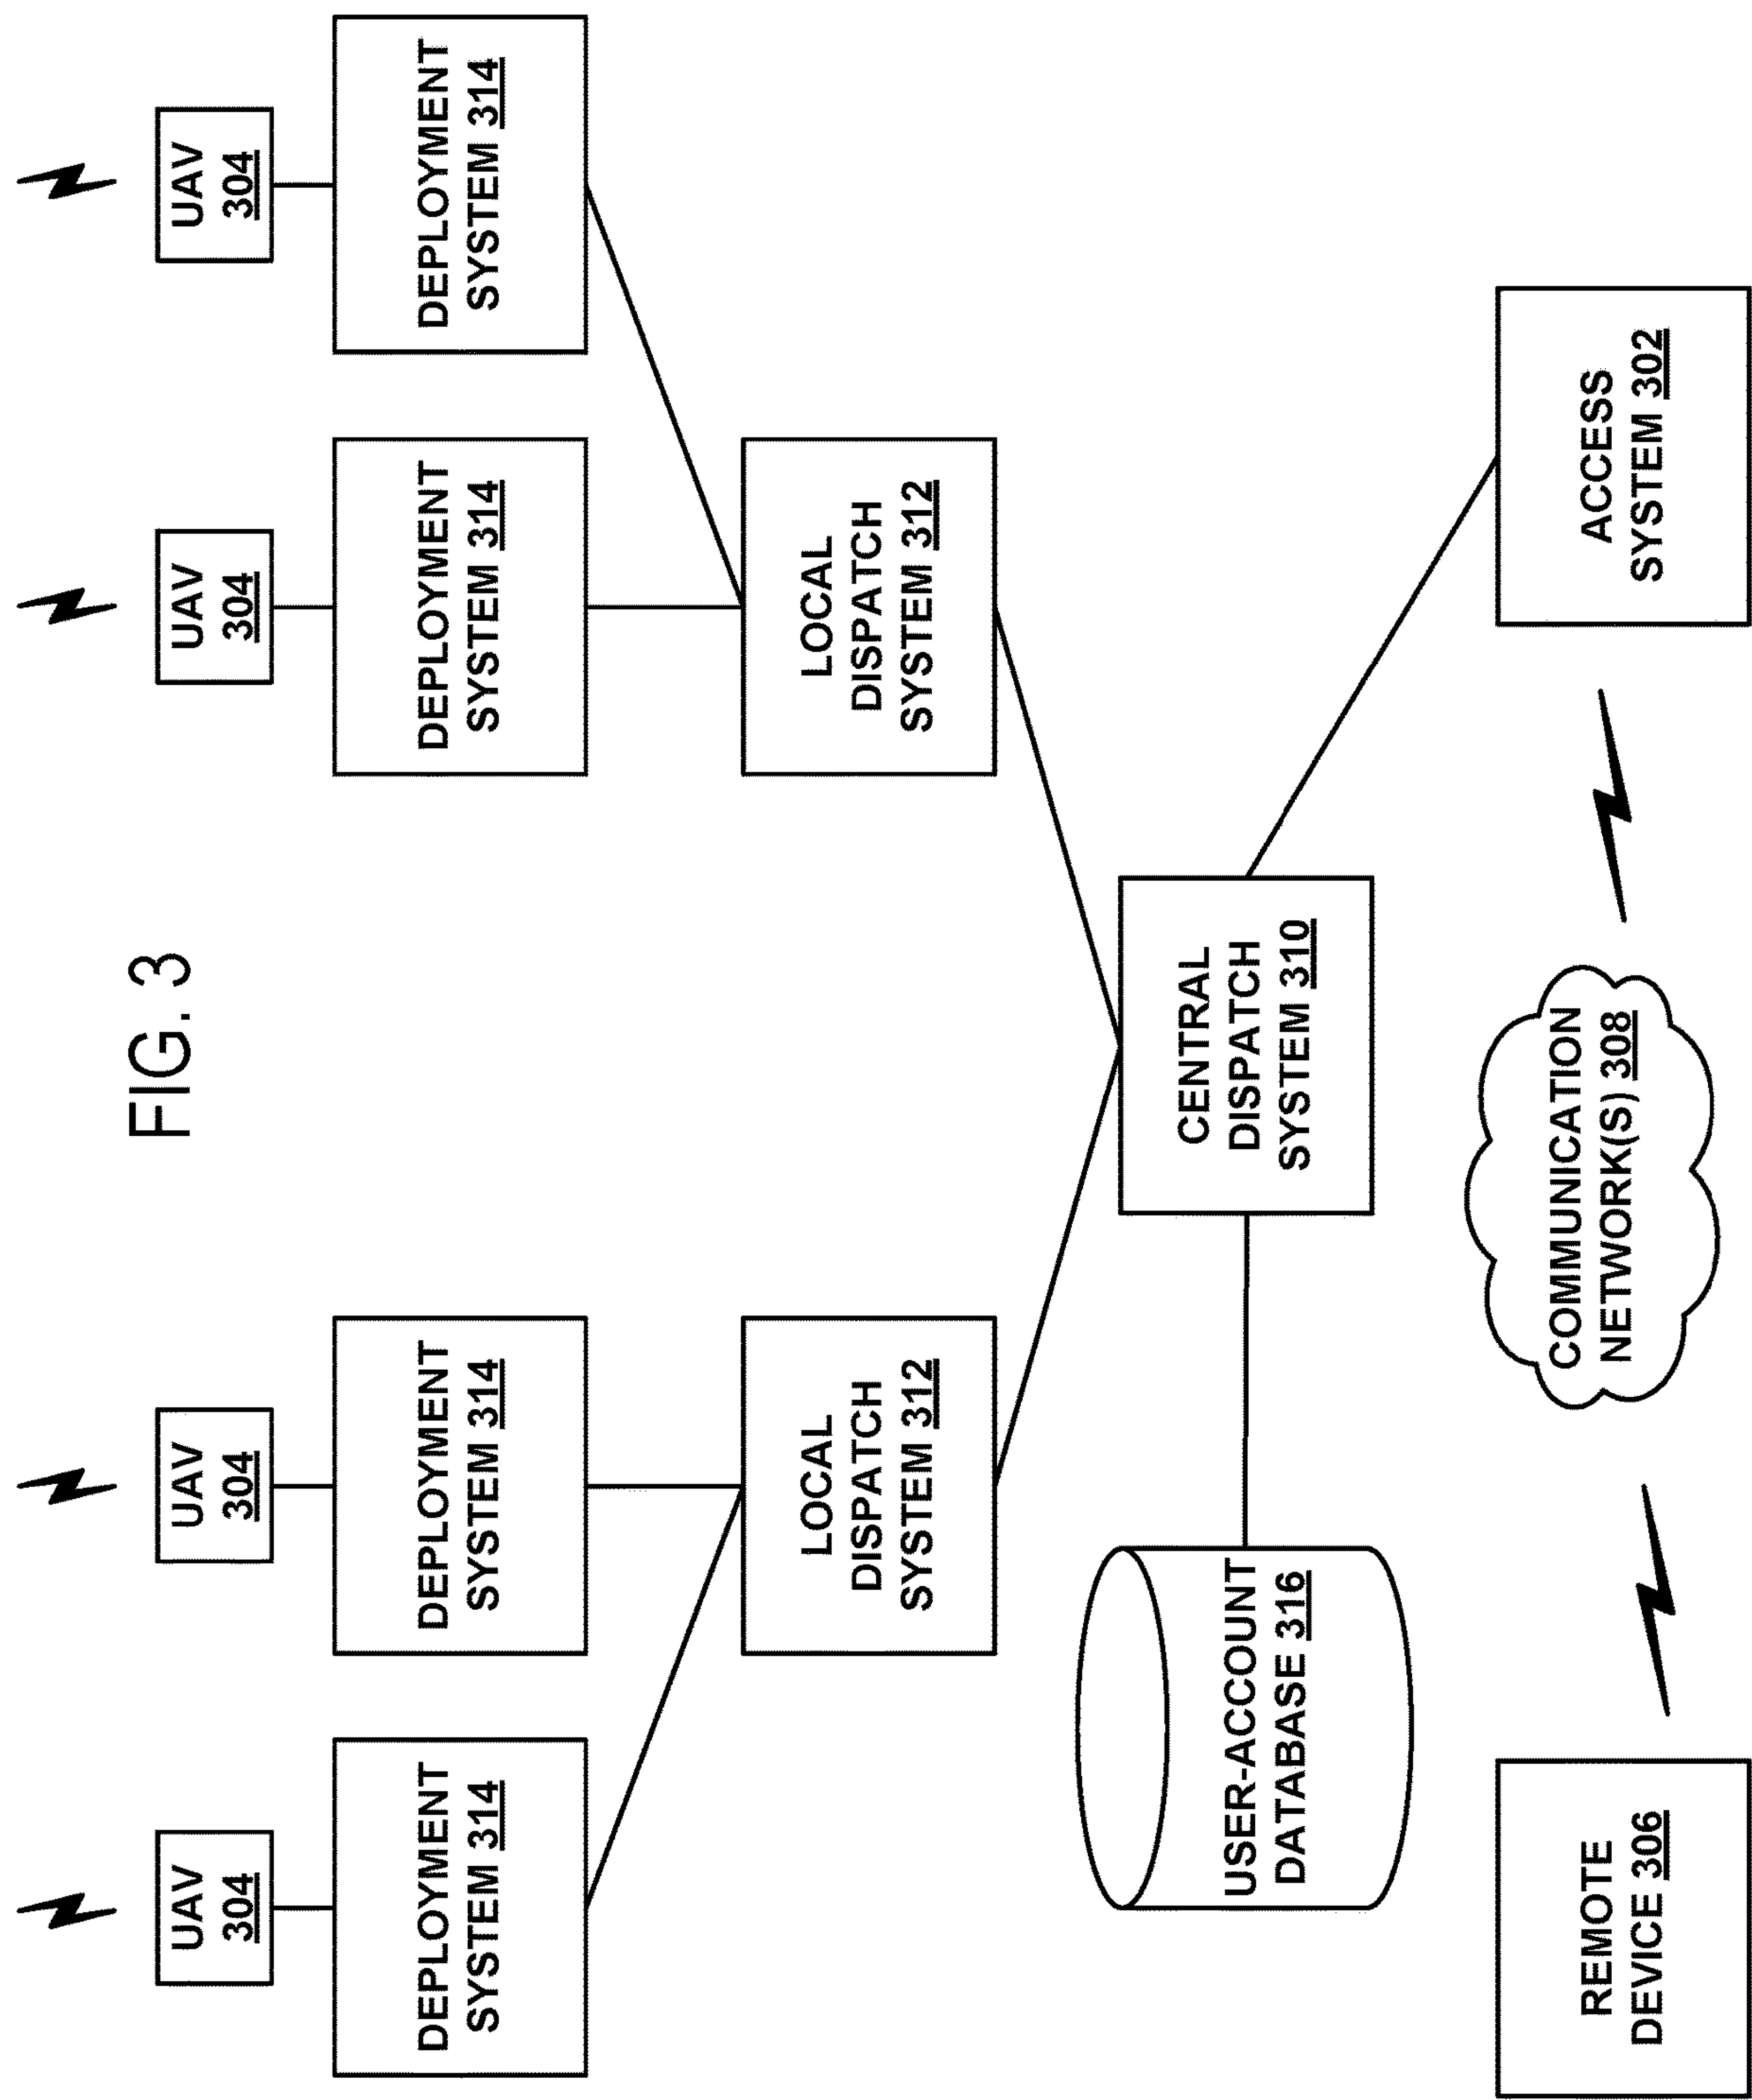 FIG. 3
UAV
304
UAV
304
UAV
304
UAV
304
DEPLOYMENT
SYSTEM 314
DEPLOYMENT
SYSTEM 314
DEPLOYMENT
SYSTEM 314
DEPLOYMENT
SYSTEM 314
LOCAL
DISPATCH
SYSTEM 312
LOCAL
DISPATCH
SYSTEM 312
USER-ACCOUNT
DATABASE 316
CENTRAL
DISPATCH
SYSTEM 310
REMOTE
DEVICE 306
COMMUNICATION
NETWORK(S) 308
ACCESS
SYSTEM 302